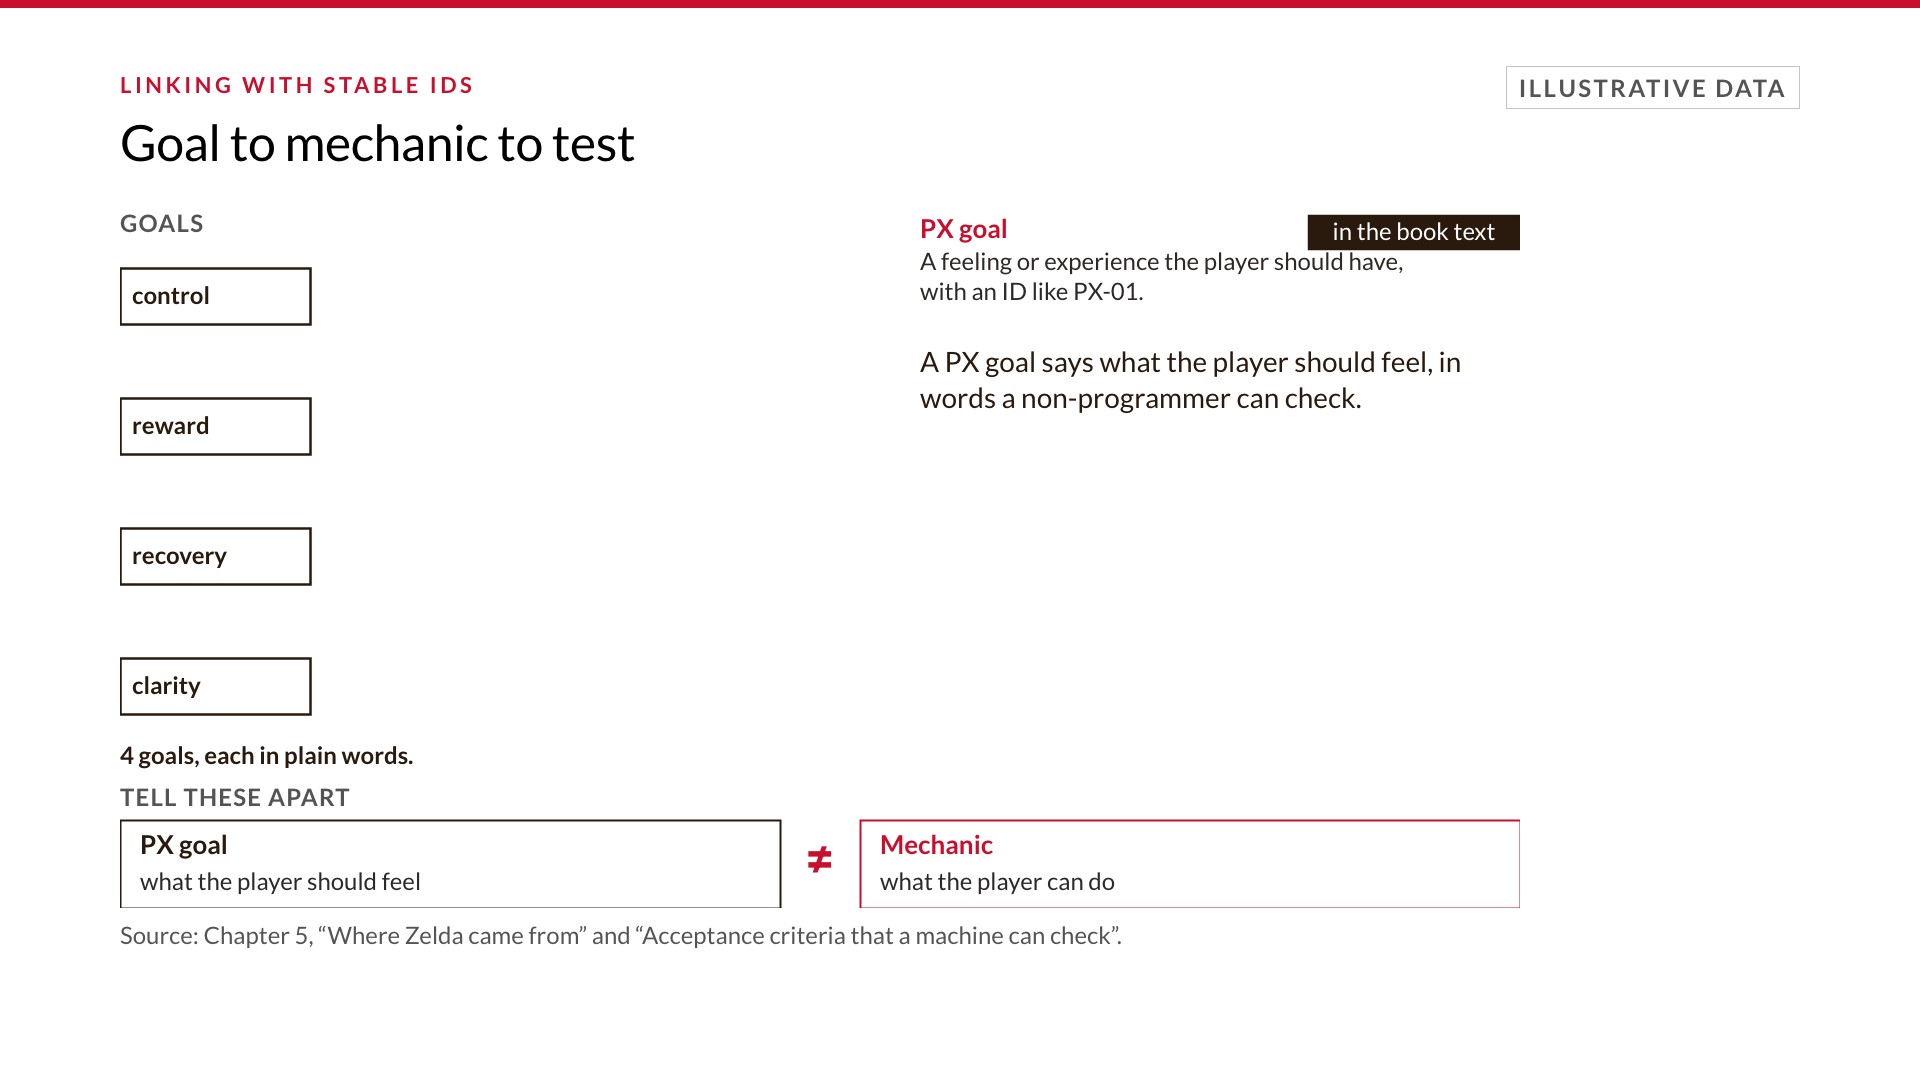 LINKING WITH STABLE IDS
ILLUSTRATIVE DATA
Goal to mechanic to test
GOALS
control
reward
recovery
clarity
4 goals, each in plain words.
PX goal
in the book text
A feeling or experience the player should have,
with an ID like PX-01.
A PX goal says what the player should feel, in
words a non-programmer can check.
TELL THESE APART
PX goal
what the player should feel
≠
Mechanic
what the player can do
Source: Chapter 5, “Where Zelda came from” and “Acceptance criteria that a machine can check”.